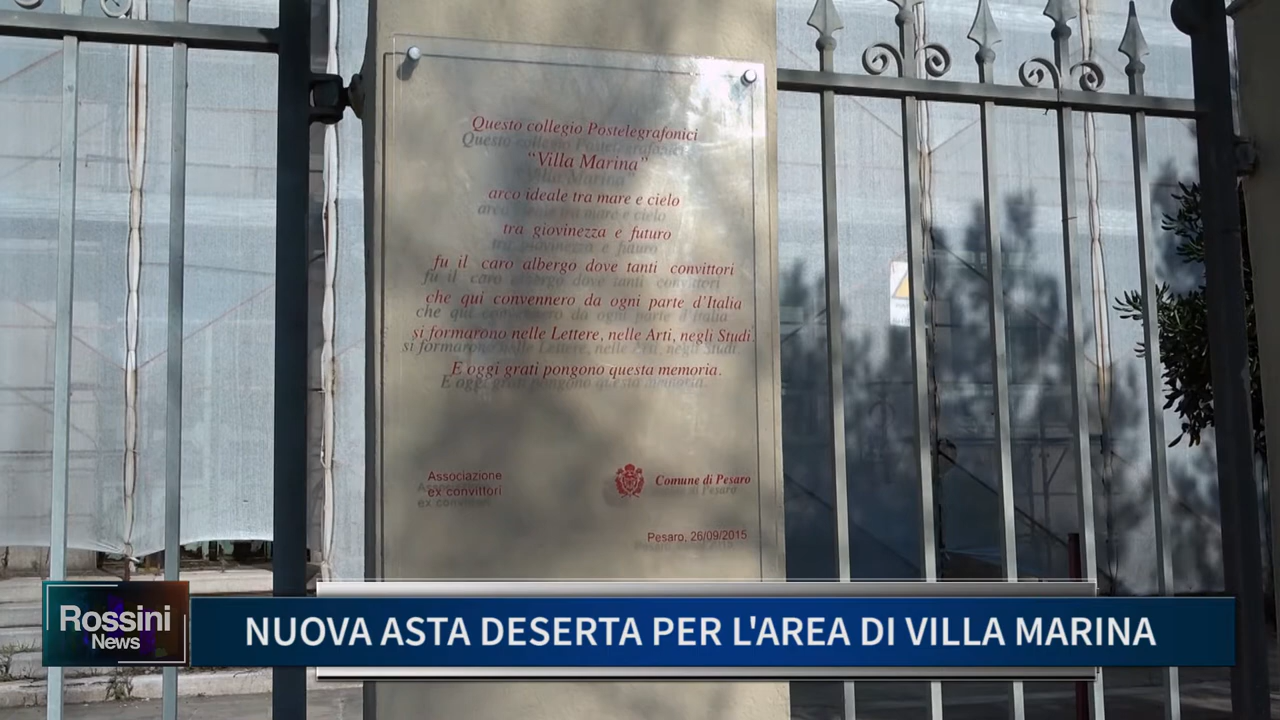 Questo collegio Postelegrafonici
"Villa Marina"
arco ideale tra mare e cielo
tra giovinezza e futuro
fu il caro albergo dove tanti convittori
che qui convennero da ogni parte d'Italia
si formarono nelle Lettere, nelle Arti, negli Studi.
E oggi grati pongono questa memoria.
Associazione
ex convittori
Comune di Pesaro
Pesaro, 26/09/2015
Rossini
News
NUOVA ASTA DESERTA PER L'AREA DI VILLA MARINA